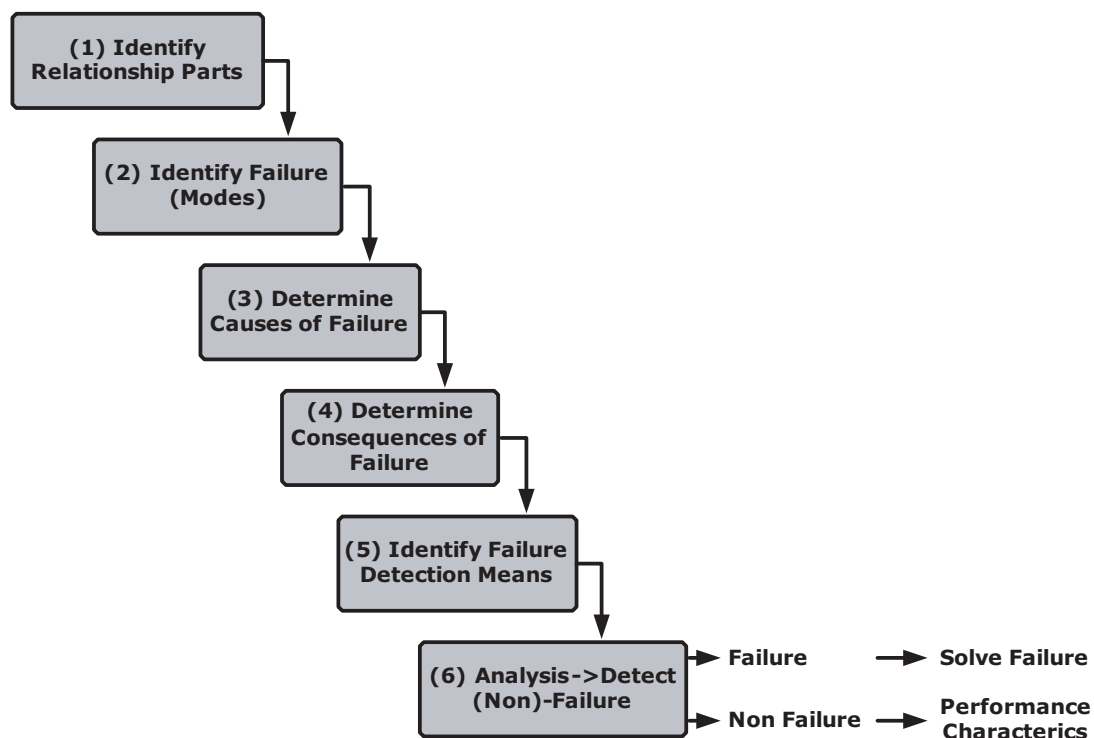 (1) Identify
Relationship Parts
(2) Identify Failure
(Modes)
(3) Determine
Causes of Failure
(4) Determine
Consequences of
Failure
(5) Identify Failure
Detection Means
(6) Analysis->Detect
(Non)-Failure
Failure
Solve Failure
Non Failure
Performance
Characterics